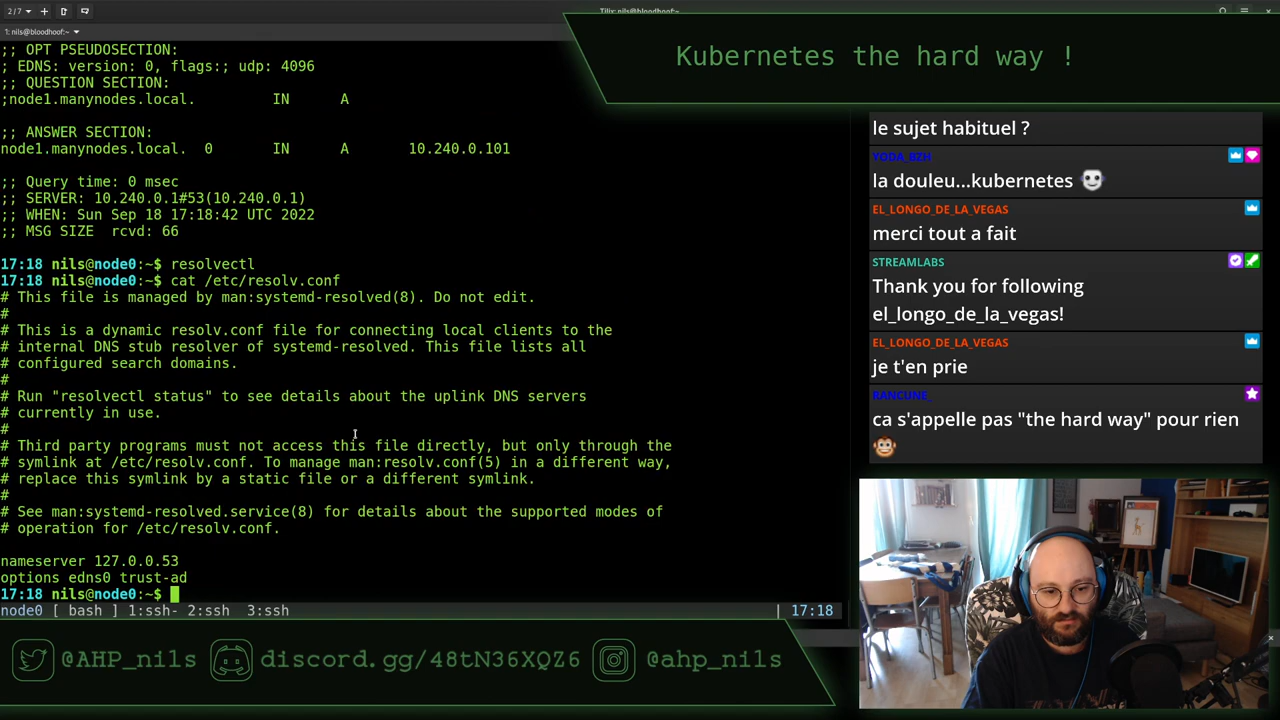 2/7
Tilix: nils@bloodhoof:~
1: nils@bloodhoof:~
;; OPT PSEUDOSECTION:
; EDNS: version: 0, flags:; udp: 4096
;; QUESTION SECTION:
;node1.manynodes.local. IN A
;; ANSWER SECTION:
node1.manynodes.local. 0 IN A 10.240.0.101
;; Query time: 0 msec
;; SERVER: 10.240.0.1#53(10.240.0.1)
;; WHEN: Sun Sep 18 17:18:42 UTC 2022
;; MSG SIZE rcvd: 66
17:18 nils@node0:~$ resolvectl
17:18 nils@node0:~$ cat /etc/resolv.conf
# This file is managed by man:systemd-resolved(8). Do not edit.
#
# This is a dynamic resolv.conf file for connecting local clients to the
# internal DNS stub resolver of systemd-resolved. This file lists all
# configured search domains.
#
# Run "resolvectl status" to see details about the uplink DNS servers
# currently in use.
#
# Third party programs must not access this file directly, but only through the
# symlink at /etc/resolv.conf. To manage man:resolv.conf(5) in a different way,
# replace this symlink by a static file or a different symlink.
#
# See man:systemd-resolved.service(8) for details about the supported modes of
# operation for /etc/resolv.conf.
nameserver 127.0.0.53
options edns0 trust-ad
17:18 nils@node0:~$
node0 [ bash ] 1:ssh- 2:ssh 3:ssh | 17:18
Kubernetes the hard way !
le sujet habituel ?
YODA_BZH
la douleu...kubernetes
EL_LONGO_DE_LA_VEGAS
merci tout a fait
STREAMLABS
Thank you for following
el_longo_de_la_vegas!
EL_LONGO_DE_LA_VEGAS
je t'en prie
RANCUNE_
ca s'appelle pas "the hard way" pour rien
@AHP_nils discord.gg/48tN36XQZ6 @ahp_nils